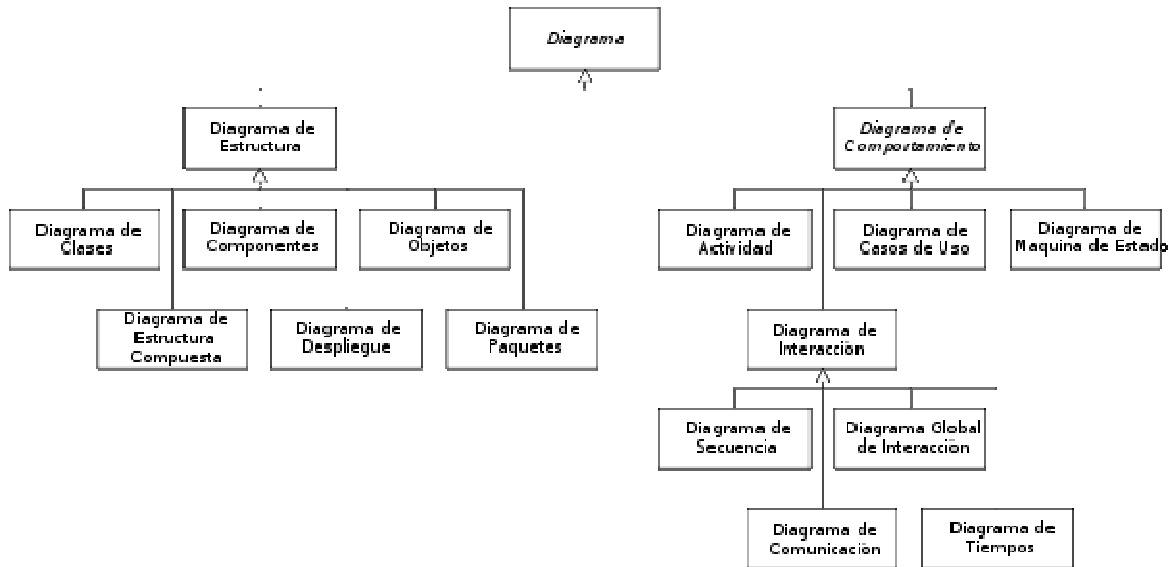 Diagrama
Diagrama de
Estructura
Diagrama de
Comportamiento
Diagrama de
Clases
Diagrama de
Componentes
Diagrama de
Objetos
Diagrama de
Actividad
Diagrama de
Casos de Uso
Diagrama de
Maquina de Estado
Diagrama de
Estructura
Compuesta
Diagrama de
Despliegue
Diagrama de
Paquetes
Diagrama de
Interacción
Diagrama de
Secuencia
Diagrama Global
de Interacción
Diagrama de
Comunicación
Diagrama de
Tiempos